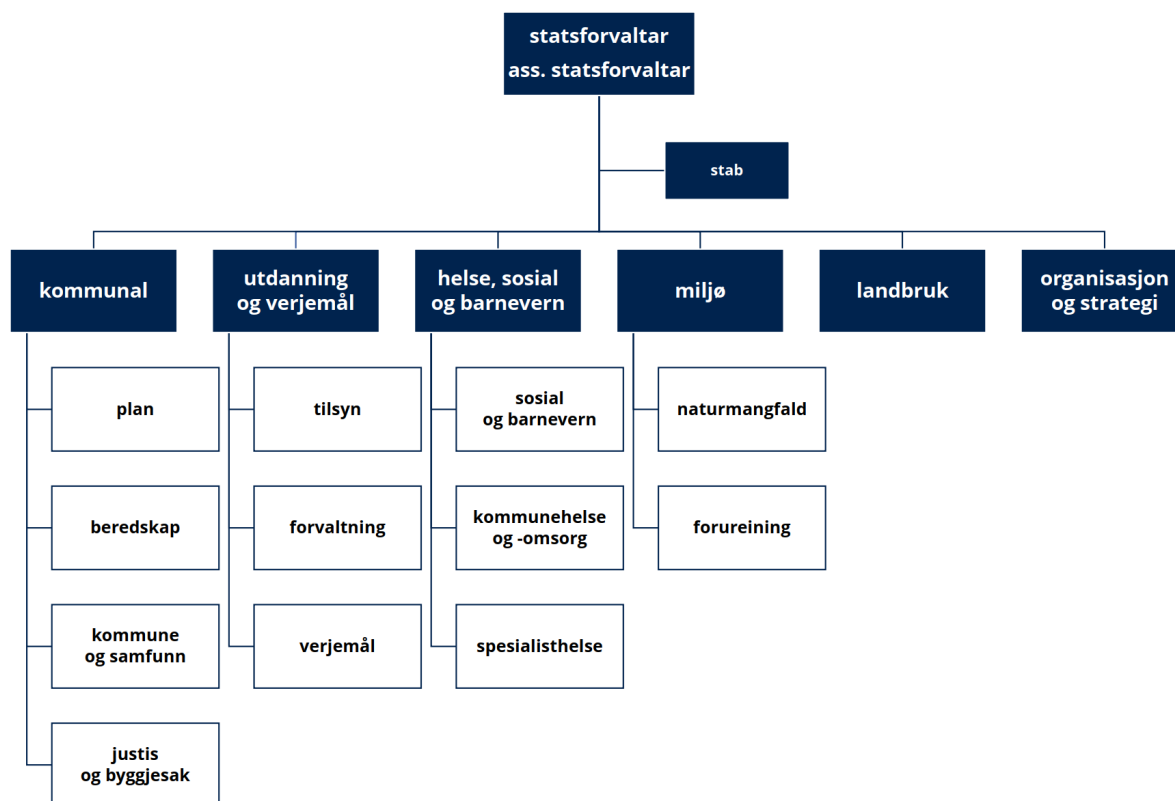 statsforvaltar
ass. statsforvaltar
stab
kommunal
utdanning
og verjemål
helse, sosial
og barnevern
miljø
landbruk
organisasjon
og strategi
plan
beredskap
kommune
og samfunn
justis
og byggjesak
tilsyn
forvaltning
verjemål
sosial
og barnevern
kommunehelse
og -omsorg
spesialisthelse
naturmangfald
forureining